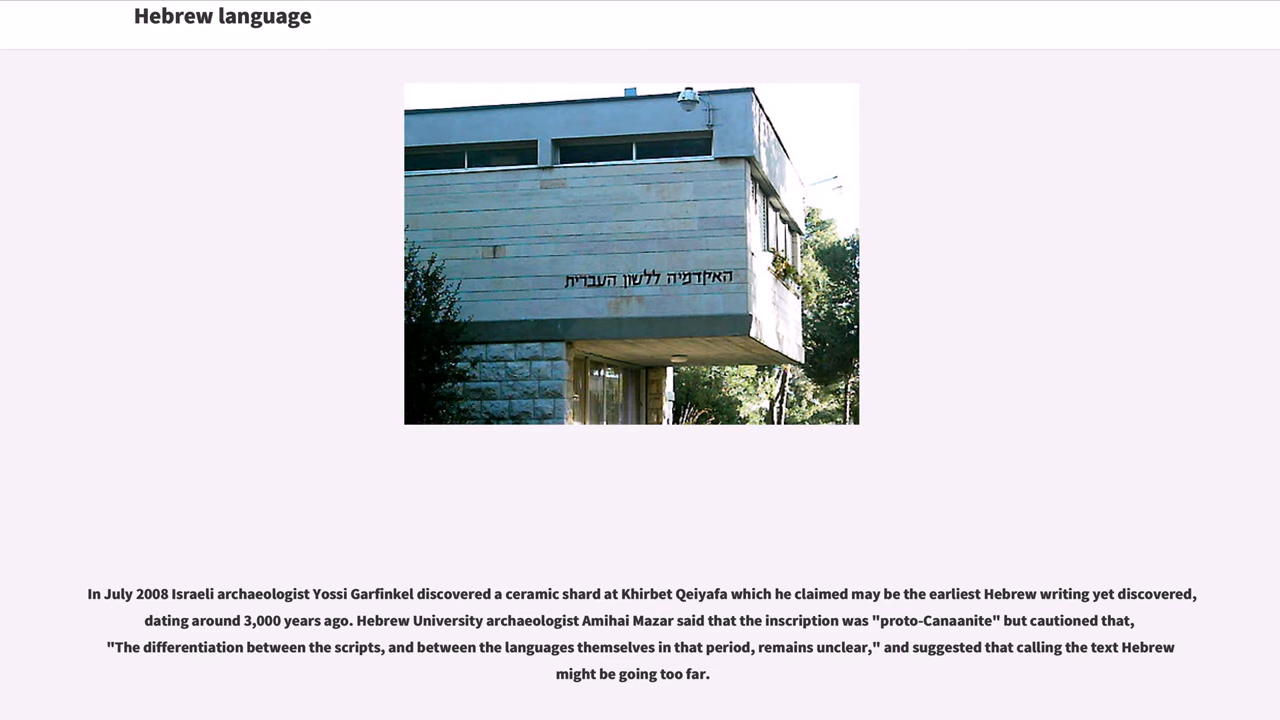 Hebrew language
האקדמיה ללשון העברית
In July 2008 Israeli archaeologist Yossi Garfinkel discovered a ceramic shard at Khirbet Qeiyafa which he claimed may be the earliest Hebrew writing yet discovered,
dating around 3,000 years ago. Hebrew University archaeologist Amihai Mazar said that the inscription was "proto-Canaanite" but cautioned that,
"The differentiation between the scripts, and between the languages themselves in that period, remains unclear," and suggested that calling the text Hebrew
might be going too far.